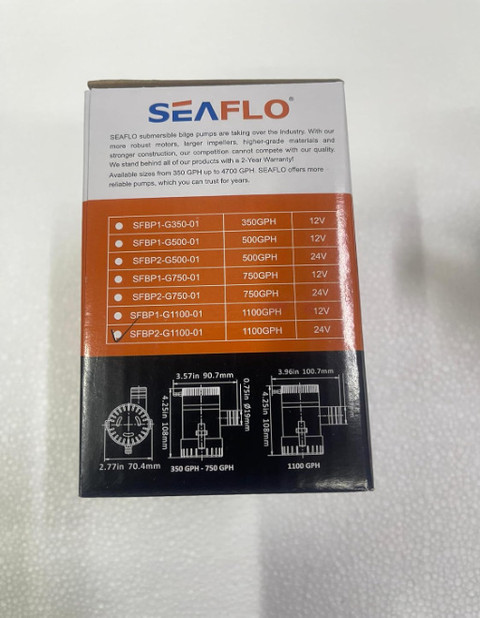 SEAFLO®
SEAFLO submersible bilge pumps are taking over the Industry. With our
more robust motors, larger impellers, higher-grade materials and
stronger construction, our competition cannot compete with our quality.
We stand behind all of our products with a 2-Year Warranty!
Available sizes from 350 GPH up to 4700 GPH. SEAFLO offers more
reliable pumps, which you can trust for years.
SFBP1-G350-01 350GPH 12V
SFBP1-G500-01 500GPH 12V
SFBP2-G500-01 500GPH 24V
SFBP1-G750-01 750GPH 12V
SFBP2-G750-01 750GPH 24V
SFBP1-G1100-01 1100GPH 12V
SFBP2-G1100-01 1100GPH 24V
3.57in 90.7mm
3.96in 100.7mm
4.25in 108mm
0.75in Ø19mm
4.25in 108mm
2.77in 70.4mm
350 GPH - 750 GPH
1100 GPH